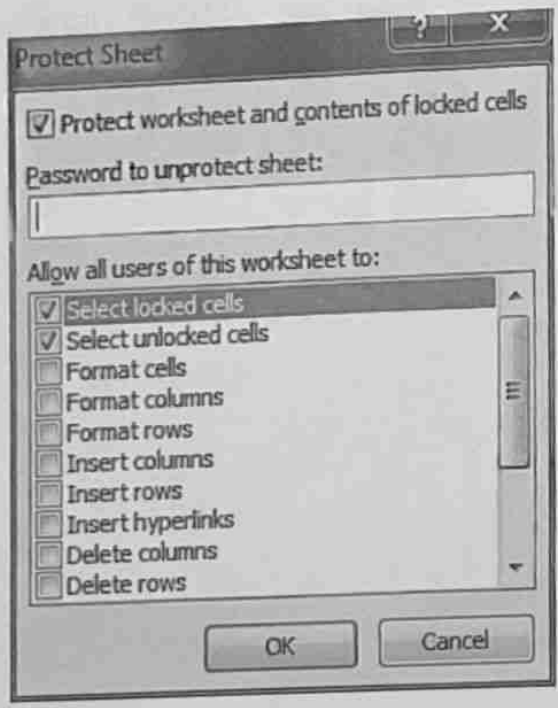 Protect Sheet
? X
Protect worksheet and contents of locked cells
Password to unprotect sheet:
Allow all users of this worksheet to:
Select locked cells
Select unlocked cells
Format cells
Format columns
Format rows
Insert columns
Insert rows
Insert hyperlinks
Delete columns
Delete rows
OK Cancel